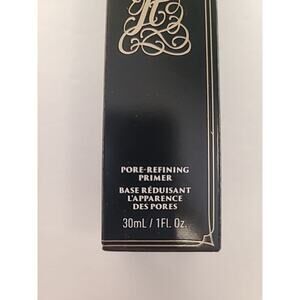 PORE-REFINING
PRIMER
BASE RÉDUISANT
L'APPARENCE
DES PORES
30mL / 1FL. Oz.